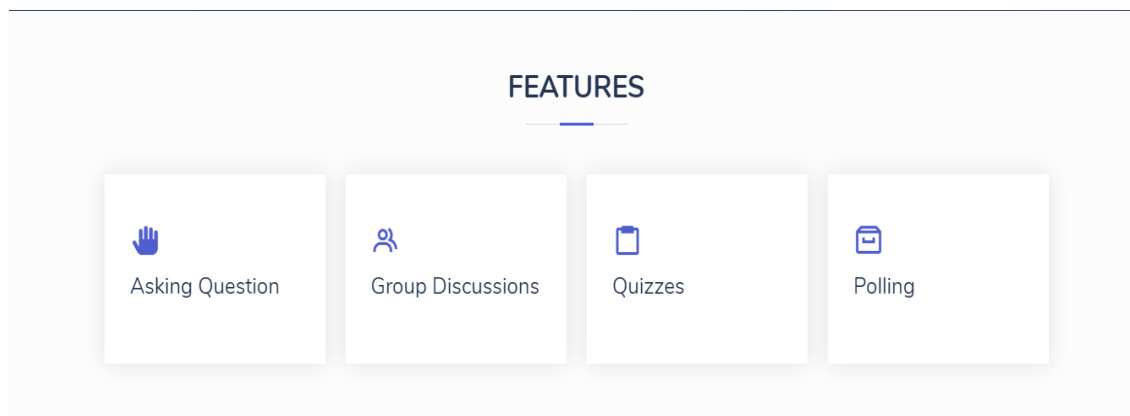 FEATURES
Asking Question
Group Discussions
Quizzes
Polling